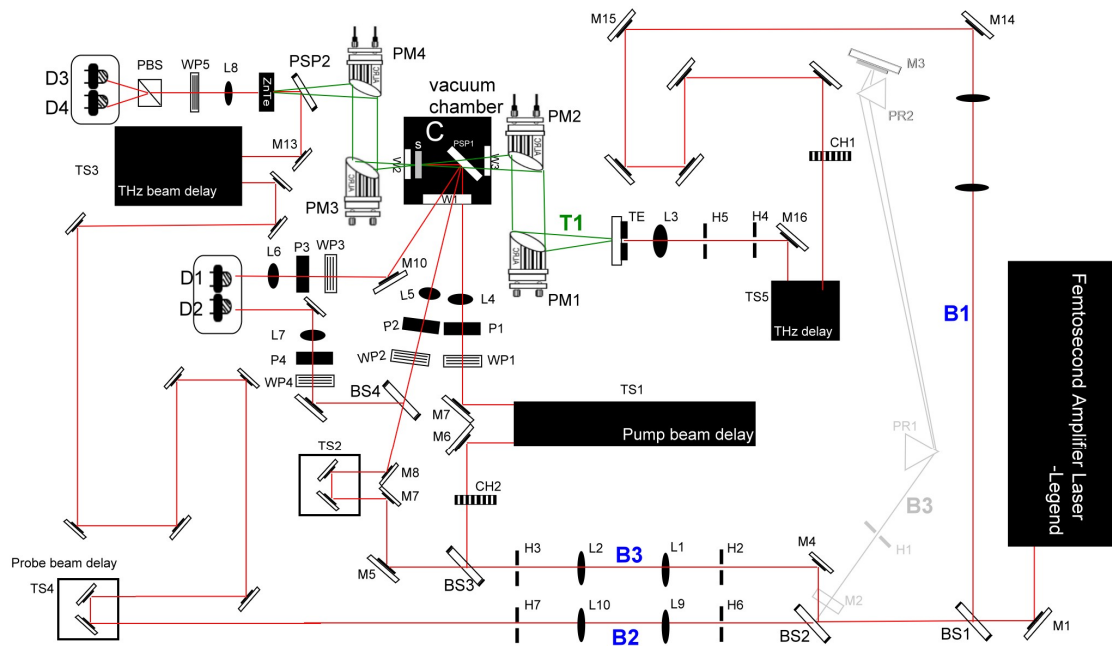 M15
M14
PM4
D3
PBS
WP5
L8
ZnTe
PSP2
D4
vacuum
chamber
PM2
M3
PR2
C
PSP1
CH1
M13
S
W2
W3
TS3
THz beam delay
W1
PM3
T1
TE
L3
H5
H4
M16
D1
L6
P3
WP3
M10
D2
L5
L4
PM1
TS5
THz delay
B1
Femtosecond Amplifier Laser
-Legend
L7
P2
P1
P4
WP2
WP1
WP4
BS4
TS1
M7
M6
Pump beam delay
PR1
TS2
M8
M7
CH2
B3
H1
Probe beam delay
TS4
M5
BS3
H3
L2
B3
L1
H2
M4
M2
H7
L10
B2
L9
H6
BS2
BS1
M1